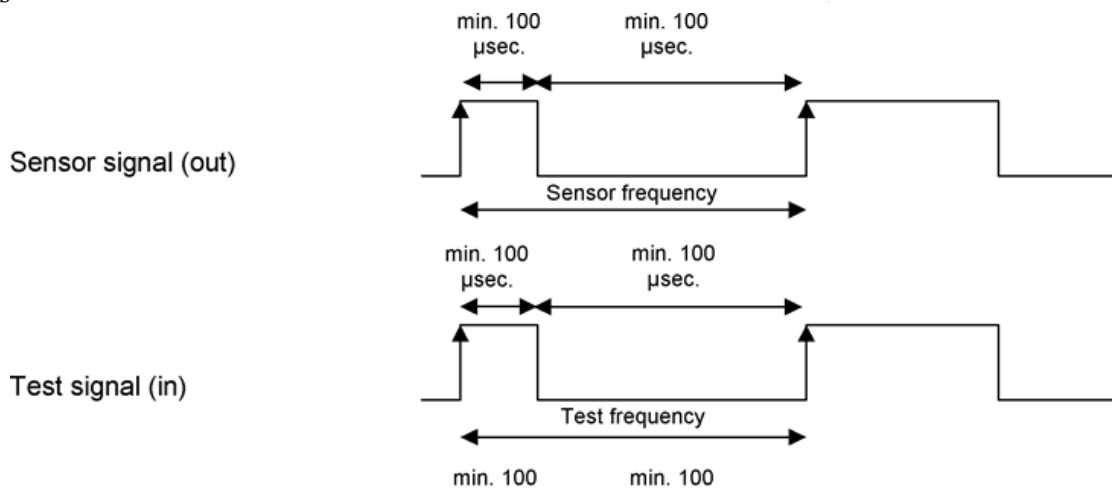 min. 100 min. 100
µsec. µsec.
Sensor signal (out)
Sensor frequency
min. 100 min. 100
µsec. µsec.
Test signal (in)
Test frequency
min. 100 min. 100